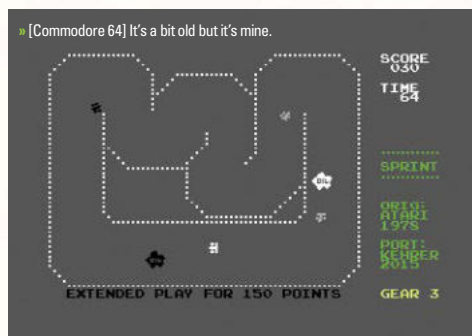 » [Commodore 64] It's a bit old but it's mine.
SCORE
030
TIME
64
OIL
SPRINT
ORIG:
ATARI
1978
PORT:
KEHRER
2015
EXTENDED PLAY FOR 150 POINTS
GEAR 3